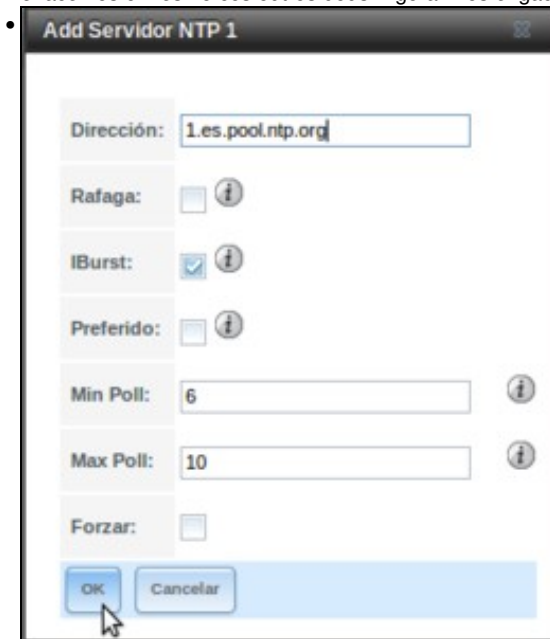 Add Servidor NTP 1
Dirección: 1.es.pool.ntp.org
Rafaga:
IBurst:
Preferido:
Min Poll: 6
Max Poll: 10
Forzar:
OK Cancelar